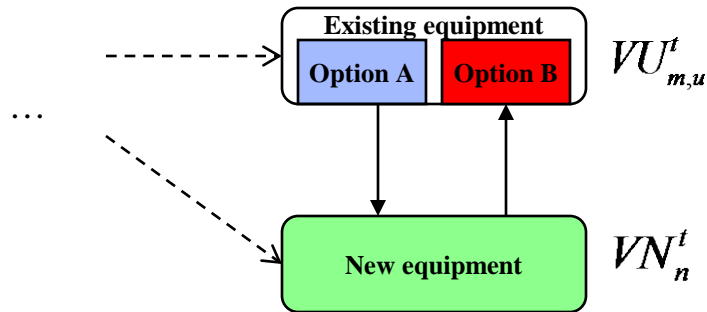 Existing equipment
Option A Option B
VU^t_{m,u}
...
New equipment
VN^t_n